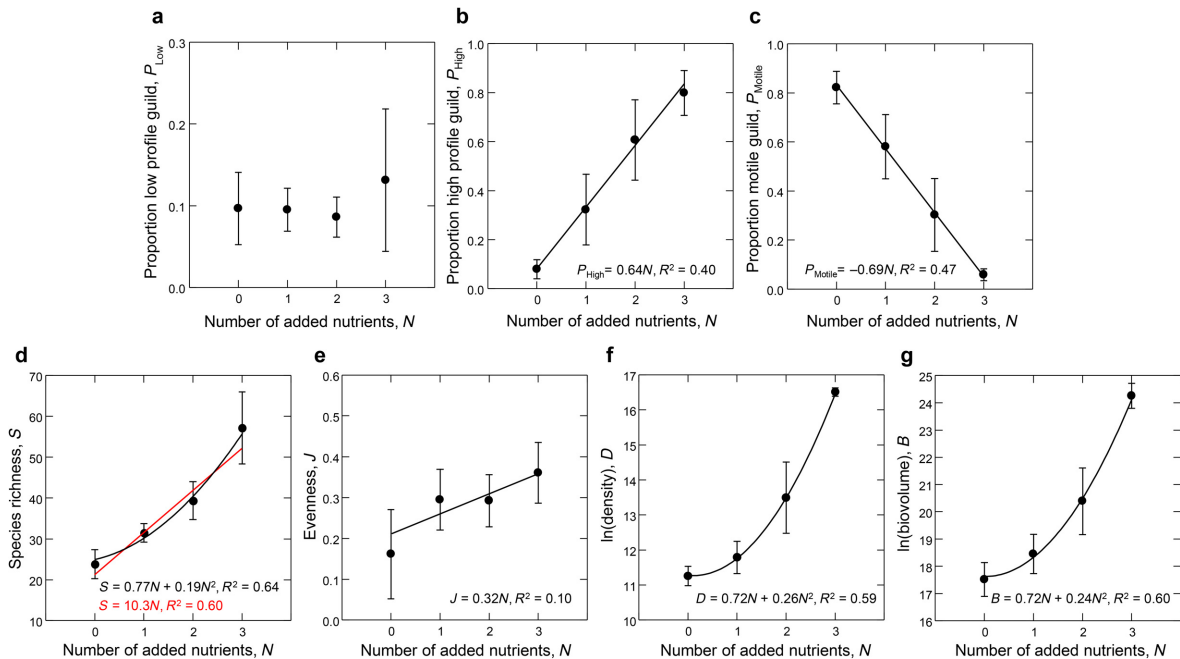 a
Proportion low profile guild, P_Low
0.3
0.2
0.1
0.0
0 1 2 3
Number of added nutrients, N
b
Proportion high profile guild, P_High
1.0
0.8
0.6
0.4
0.2
0.0
P_High = 0.64N, R² = 0.40
0 1 2 3
Number of added nutrients, N
c
Proportion motile guild, P_Motile
1.0
0.8
0.6
0.4
0.2
0.0
P_Motile = −0.69N, R² = 0.47
0 1 2 3
Number of added nutrients, N
d
Species richness, S
70
60
50
40
30
20
10
S = 0.77N + 0.19N², R² = 0.64
S = 10.3N, R² = 0.60
0 1 2 3
Number of added nutrients, N
e
Evenness, J
0.6
0.5
0.4
0.3
0.2
0.1
0.0
J = 0.32N, R² = 0.10
0 1 2 3
Number of added nutrients, N
f
ln(density), D
17
16
15
14
13
12
11
10
D = 0.72N + 0.26N², R² = 0.59
0 1 2 3
Number of added nutrients, N
g
ln(biovolume), B
25
24
23
22
21
20
19
18
17
16
B = 0.72N + 0.24N², R² = 0.60
0 1 2 3
Number of added nutrients, N